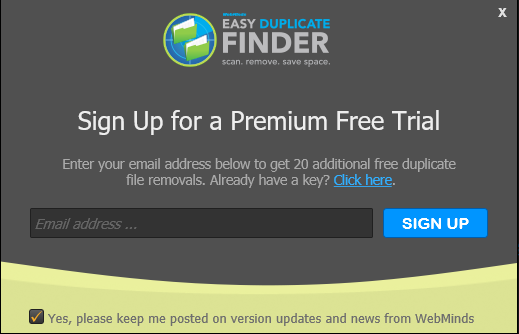 x
EASY DUPLICATE
FINDER
scan. remove. save space.
Sign Up for a Premium Free Trial
Enter your email address below to get 20 additional free duplicate
file removals. Already have a key? Click here.
Email address ...
SIGN UP
Yes, please keep me posted on version updates and news from WebMinds